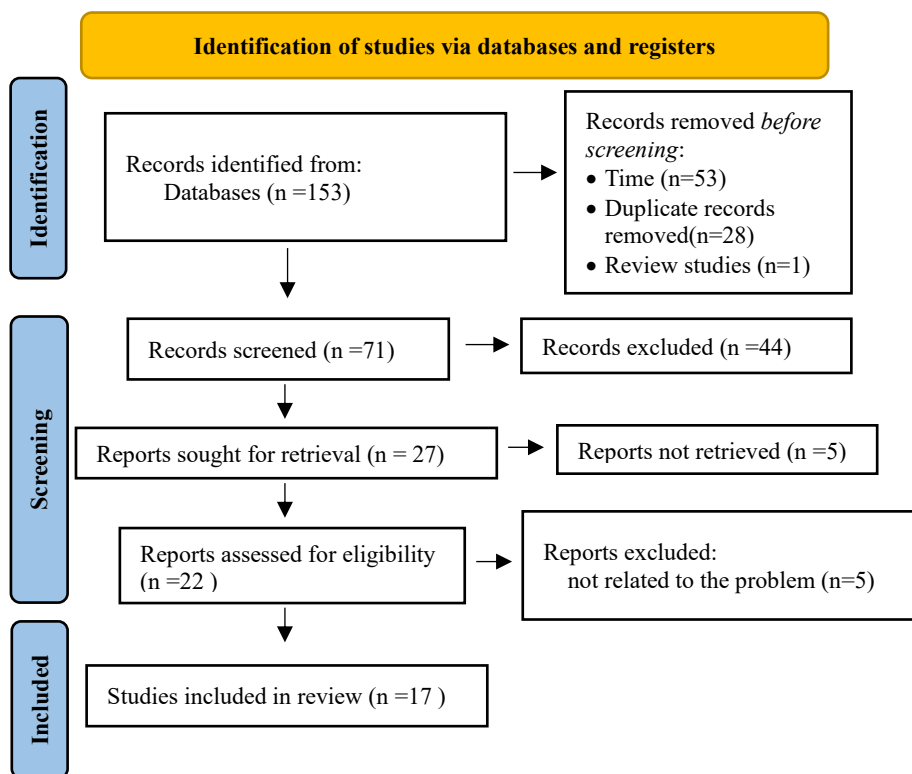 Identification of studies via databases and registers
Identification
Records identified from:
Databases (n =153)
Records removed before
screening:
• Time (n=53)
• Duplicate records
removed(n=28)
• Review studies (n=1)
Screening
Records screened (n =71)
Records excluded (n =44)
Reports sought for retrieval (n = 27)
Reports not retrieved (n =5)
Reports assessed for eligibility
(n =22 )
Reports excluded:
not related to the problem (n=5)
Included
Studies included in review (n =17 )